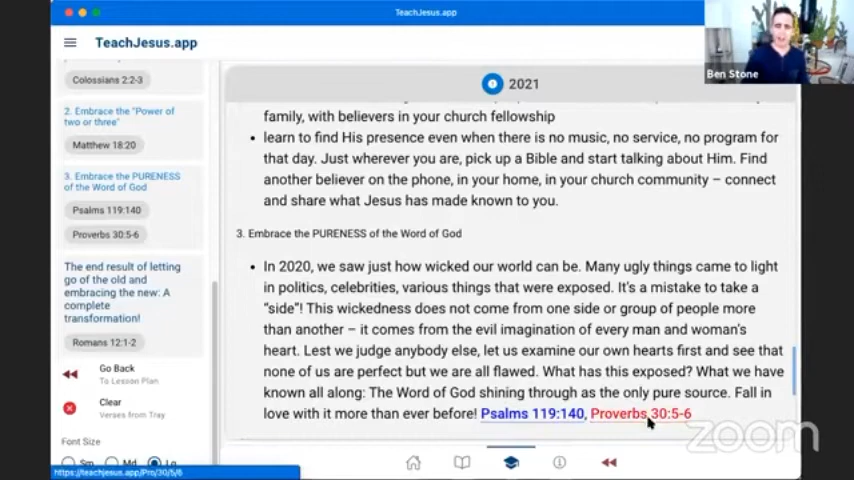 TeachJesus.app
TeachJesus.app
Ben Stone
Colossians 2:2-3
2. Embrace the "Power of
two or three"
Matthew 18:20
3. Embrace the PURENESS
of the Word of God
Psalms 119:140
Proverbs 30:5-6
The end result of letting
go of the old and
embracing the new: A
complete
transformation!
Romans 12:1-2
Go Back
To Lesson Plan
Clear
Verses from Tray
Font Size
Sm
Md
Lg
https://teachjesus.app/Pro/30/5/6
2021
family, with believers in your church fellowship
• learn to find His presence even when there is no music, no service, no program for
that day. Just wherever you are, pick up a Bible and start talking about Him. Find
another believer on the phone, in your home, in your church community – connect
and share what Jesus has made known to you.
3. Embrace the PURENESS of the Word of God
• In 2020, we saw just how wicked our world can be. Many ugly things came to light
in politics, celebrities, various things that were exposed. It's a mistake to take a
"side"! This wickedness does not come from one side or group of people more
than another – it comes from the evil imagination of every man and woman's
heart. Lest we judge anybody else, let us examine our own hearts first and see that
none of us are perfect but we are all flawed. What has this exposed? What we have
known all along: The Word of God shining through as the only pure source. Fall in
love with it more than ever before! Psalms 119:140, Proverbs 30:5-6
zoom